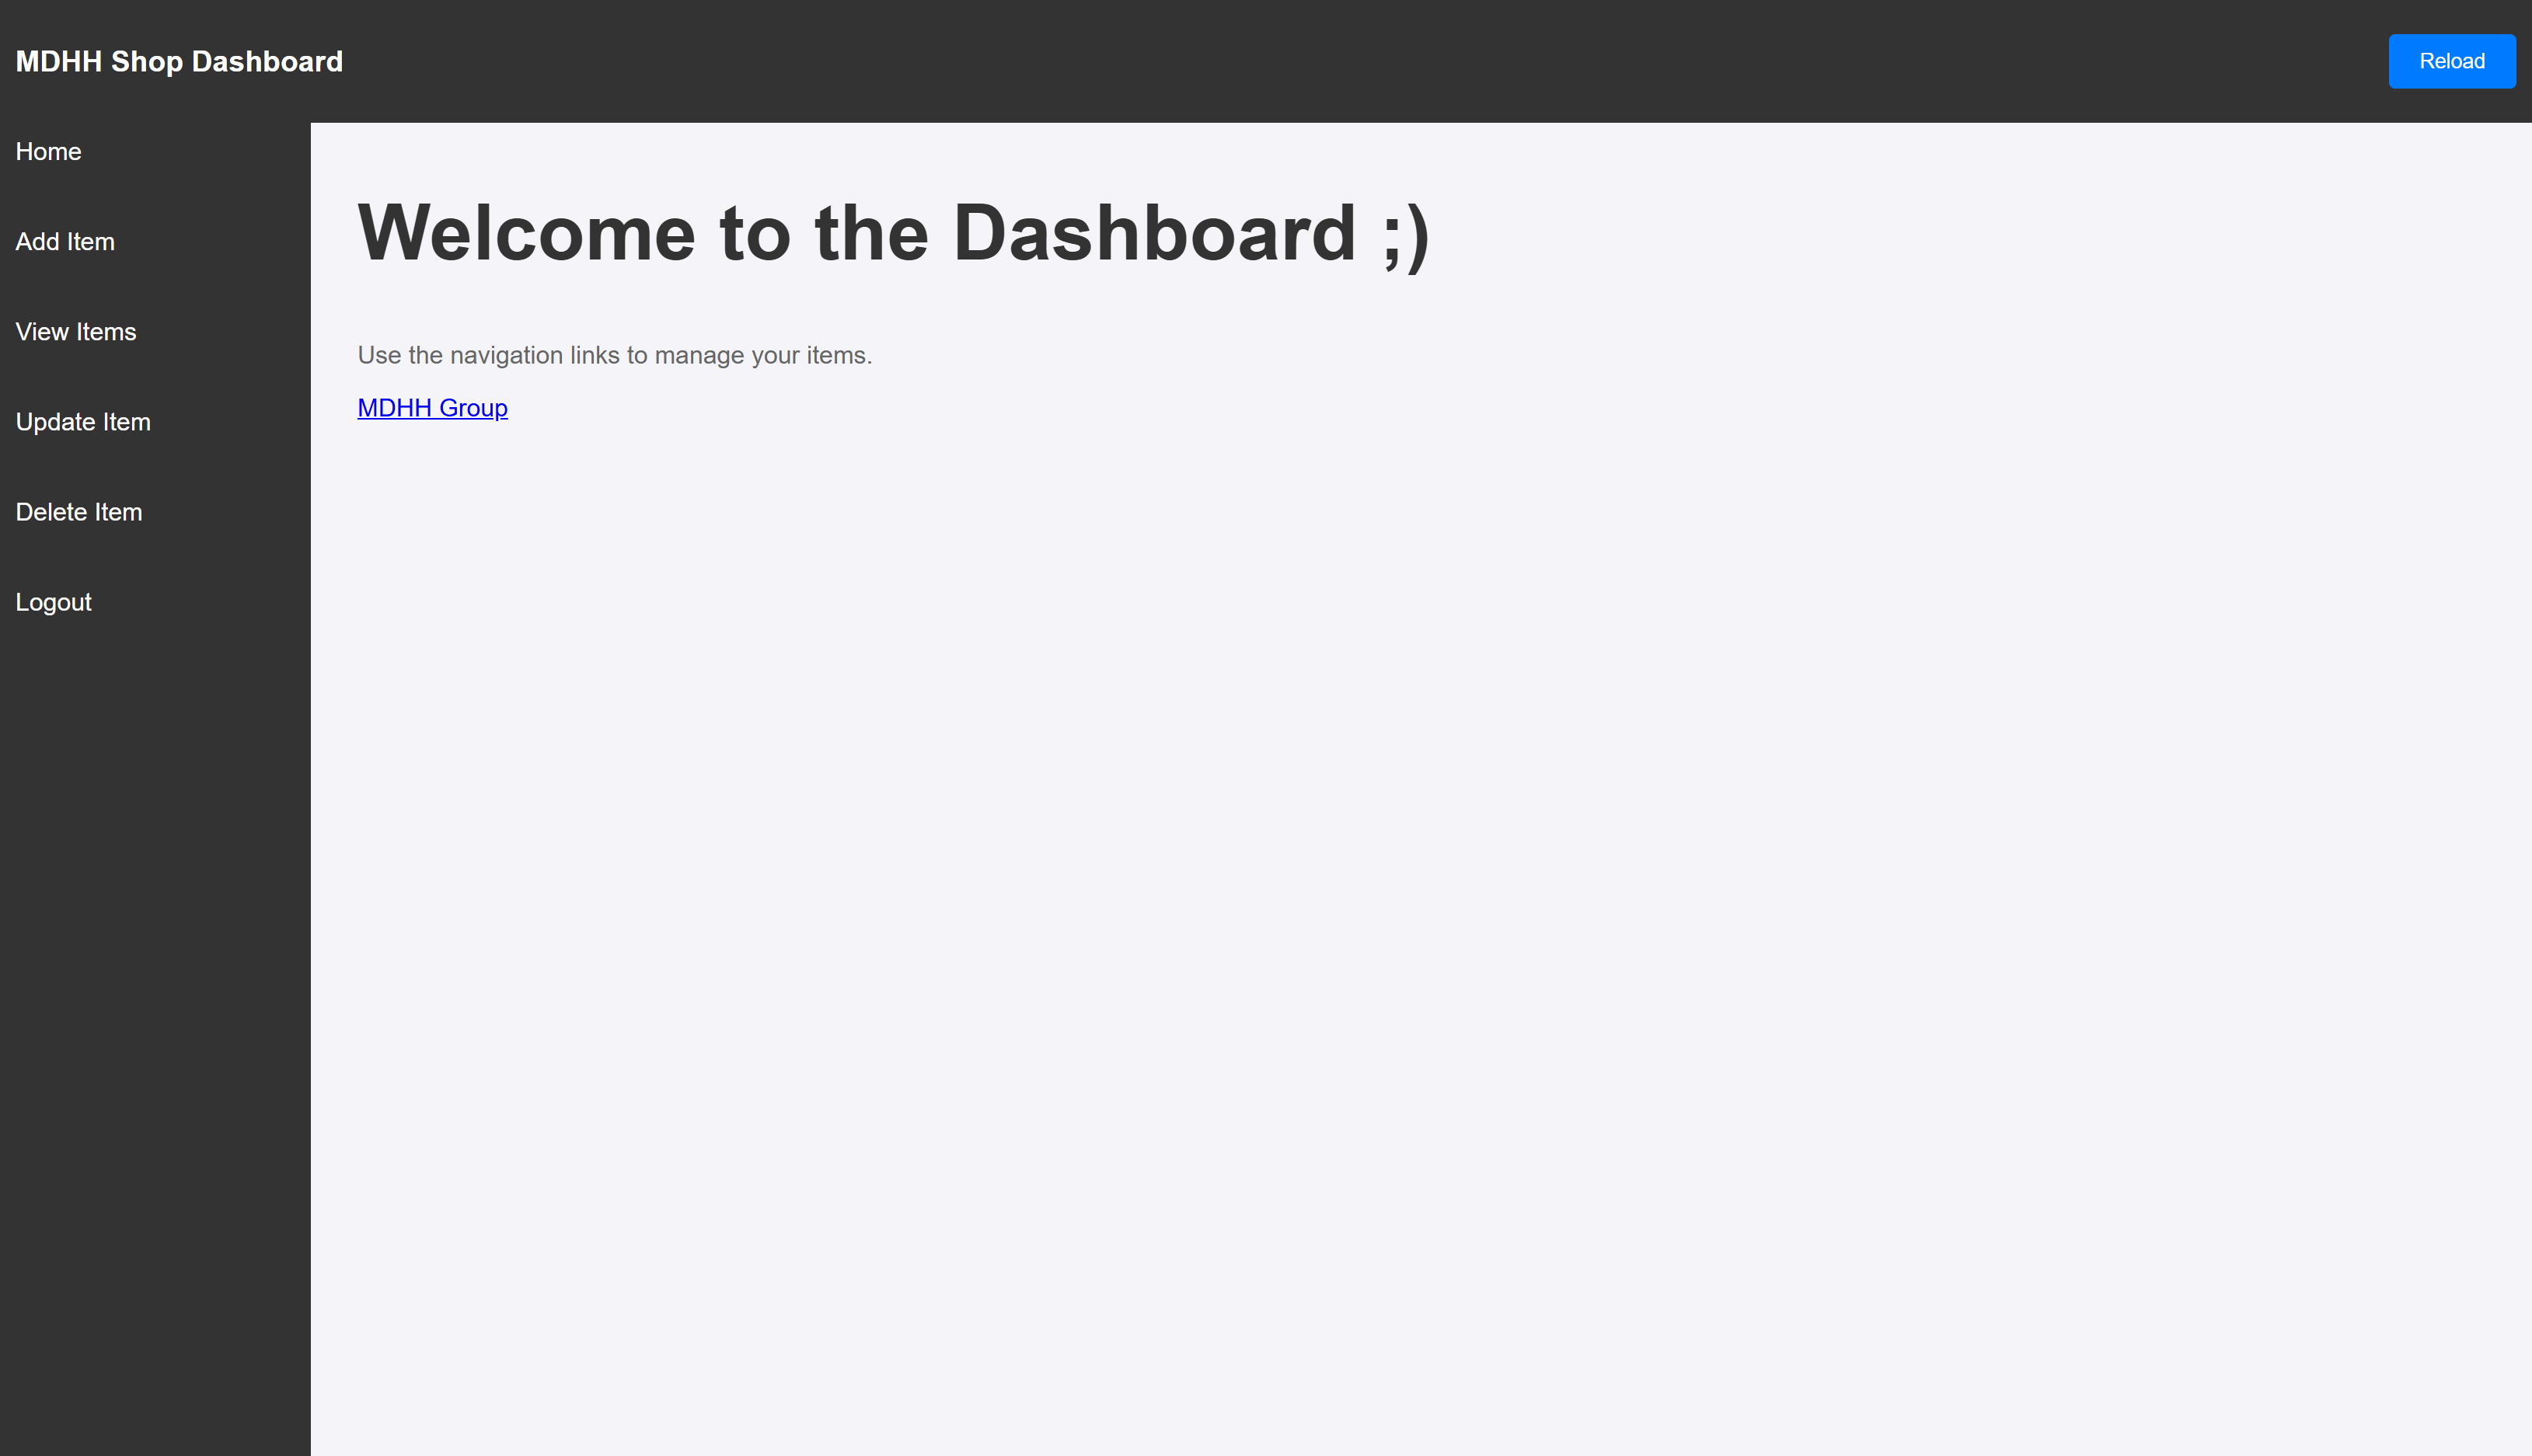 MDHH Shop Dashboard
Reload
Home
Add Item
View Items
Update Item
Delete Item
Logout
Welcome to the Dashboard ;)
Use the navigation links to manage your items.
MDHH Group